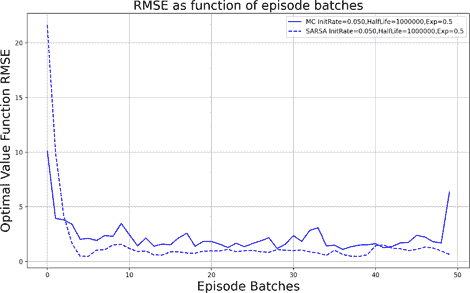 RMSE as function of episode batches
MC InitRate=0.050,HalfLife=1000000,Exp=0.5
SARSA InitRate=0.050,HalfLife=1000000,Exp=0.5
Optimal Value Function RMSE
20
15
10
5
0
0 10 20 30 40 50
Episode Batches